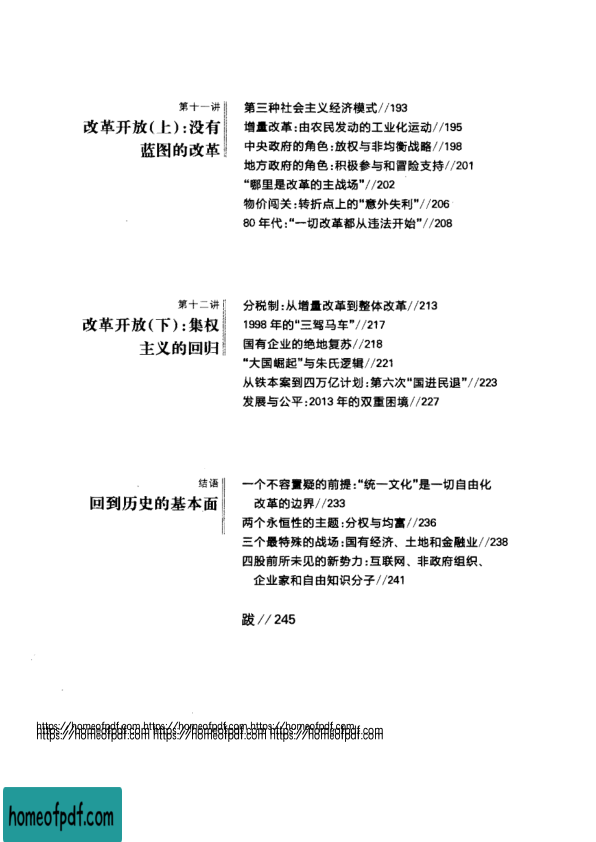 第十一讲
改革开放(上):没有
蓝图的改革
第三种社会主义经济模式//193
增量改革:由农民发动的工业化运动//195
中央政府的角色:放权与非均衡战略//198
地方政府的角色:积极参与和冒险支持//201
“哪里是改革的主战场”//202
物价闯关:转折点上的“意外失利”//206
80 年代:“一切改革都从违法开始”//208
第十二讲
改革开放(下):集权
主义的回归
分税制:从增量改革到整体改革//213
1998 年的“三驾马车”//217
国有企业的绝地复苏//218
“大国崛起”与朱氏逻辑//221
从铁本案到四万亿计划:第六次“国进民退”//223
发展与公平:2013 年的双重困境//227
结语
回到历史的基本面
一个不容置疑的前提:“统一文化”是一切自由化
改革的边界//233
两个永恒性的主题:分权与均富//236
三个最特殊的战场:国有经济、土地和金融业//238
四股前所未见的新势力:互联网、非政府组织、
企业家和自由知识分子//241
跋// 245
https://homeofpdf.com https://homeofpdf.com https://homeofpdf.com
https://homeofpdf.com https://homeofpdf.com https://homeofpdf.com
homeofpdf.com